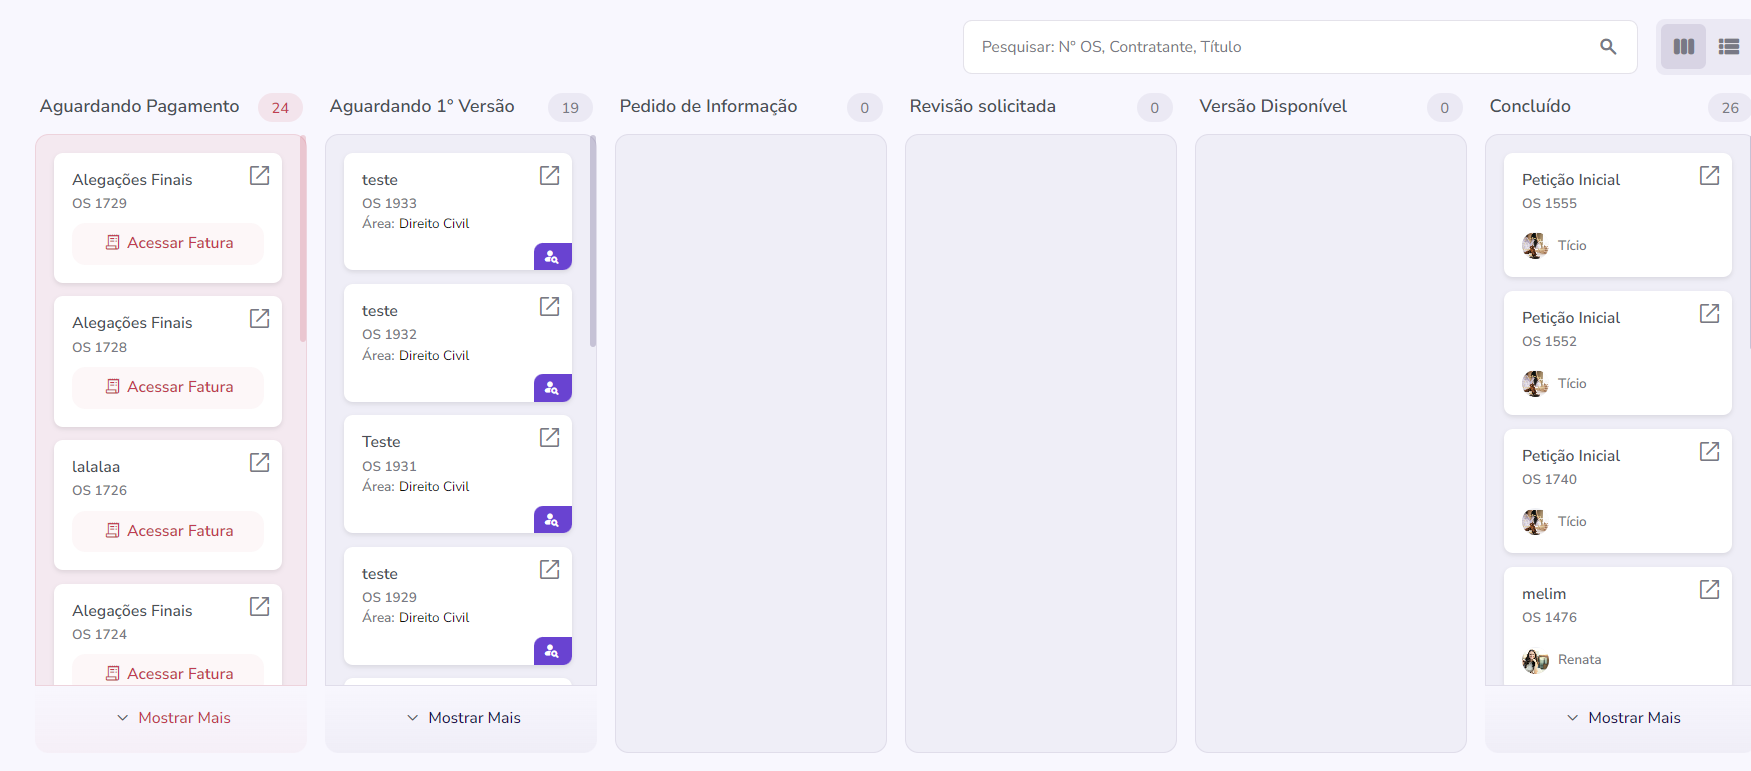 Pesquisar: N° OS, Contratante, Título
Aguardando Pagamento 24
Alegações Finais
OS 1729
Acessar Fatura
Alegações Finais
OS 1728
Acessar Fatura
lalalaa
OS 1726
Acessar Fatura
Alegações Finais
OS 1724
Acessar Fatura
Mostrar Mais
Aguardando 1° Versão 19
teste
OS 1933
Área: Direito Civil
teste
OS 1932
Área: Direito Civil
Teste
OS 1931
Área: Direito Civil
teste
OS 1929
Área: Direito Civil
Mostrar Mais
Pedido de Informação 0
Revisão solicitada 0
Versão Disponível 0
Concluído 26
Petição Inicial
OS 1555
Tício
Petição Inicial
OS 1552
Tício
Petição Inicial
OS 1740
Tício
melim
OS 1476
Renata
Mostrar Mais